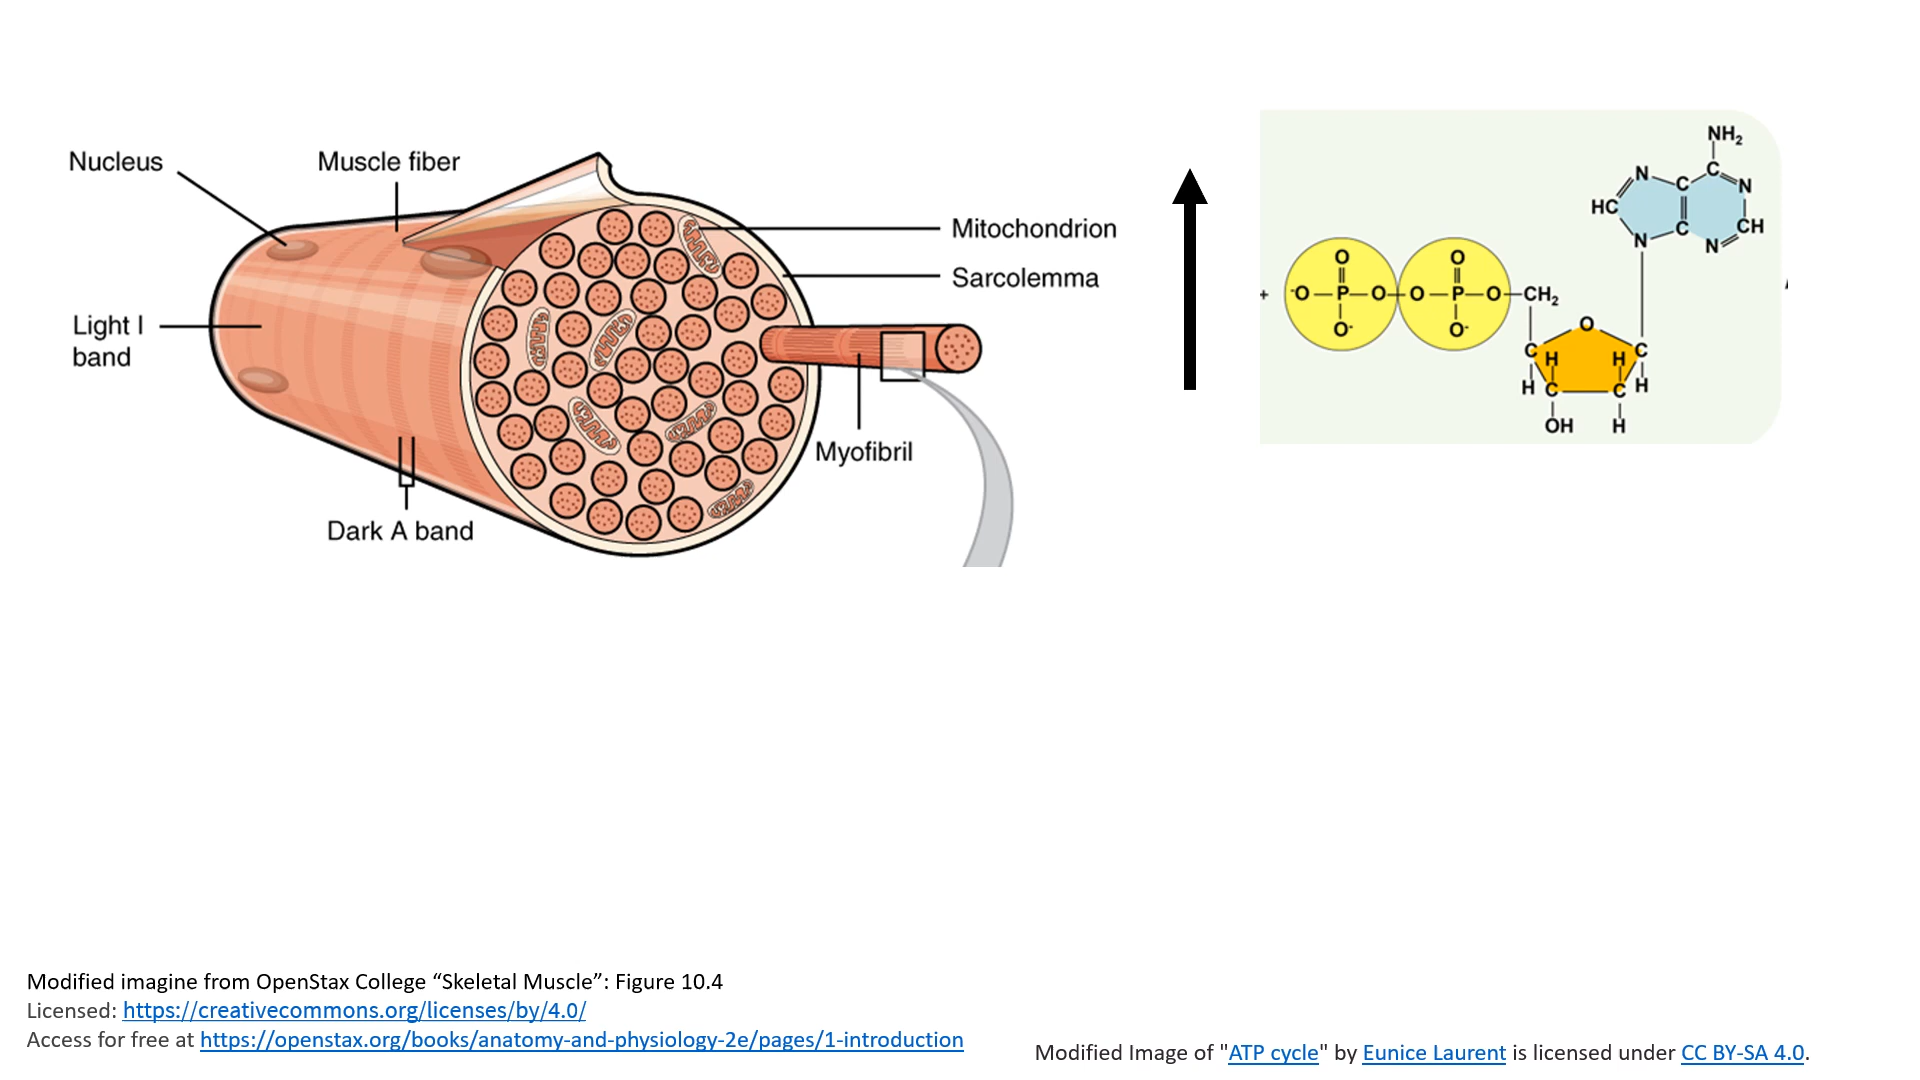 Nucleus
Muscle fiber
Mitochondrion
Sarcolemma
Light I
band
Myofibril
Dark A band
NH2
N
C
N
HC
C
CH
N
N
+
O
O
-O—P—O—O—P—O—CH2
O-
O-
O
C
H
H
C
H
C
C
H
OH
H
Modified imagine from OpenStax College “Skeletal Muscle”: Figure 10.4
Licensed: https://creativecommons.org/licenses/by/4.0/
Access for free at https://openstax.org/books/anatomy-and-physiology-2e/pages/1-introduction
Modified Image of "ATP cycle" by Eunice Laurent is licensed under CC BY-SA 4.0.